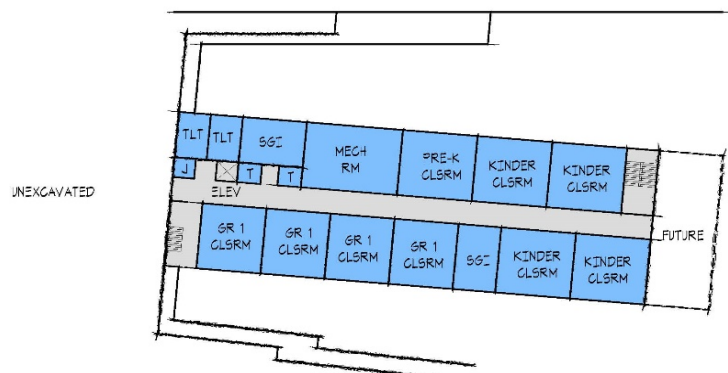 TLT
TLT
SGI
MECH
RM
PRE-K
CLSRM
KINDER
CLSRM
KINDER
CLSRM
J
T
T
ELEV
UNEXCAVATED
GR 1
CLSRM
GR 1
CLSRM
GR 1
CLSRM
GR 1
CLSRM
SGI
KINDER
CLSRM
KINDER
CLSRM
FUTURE